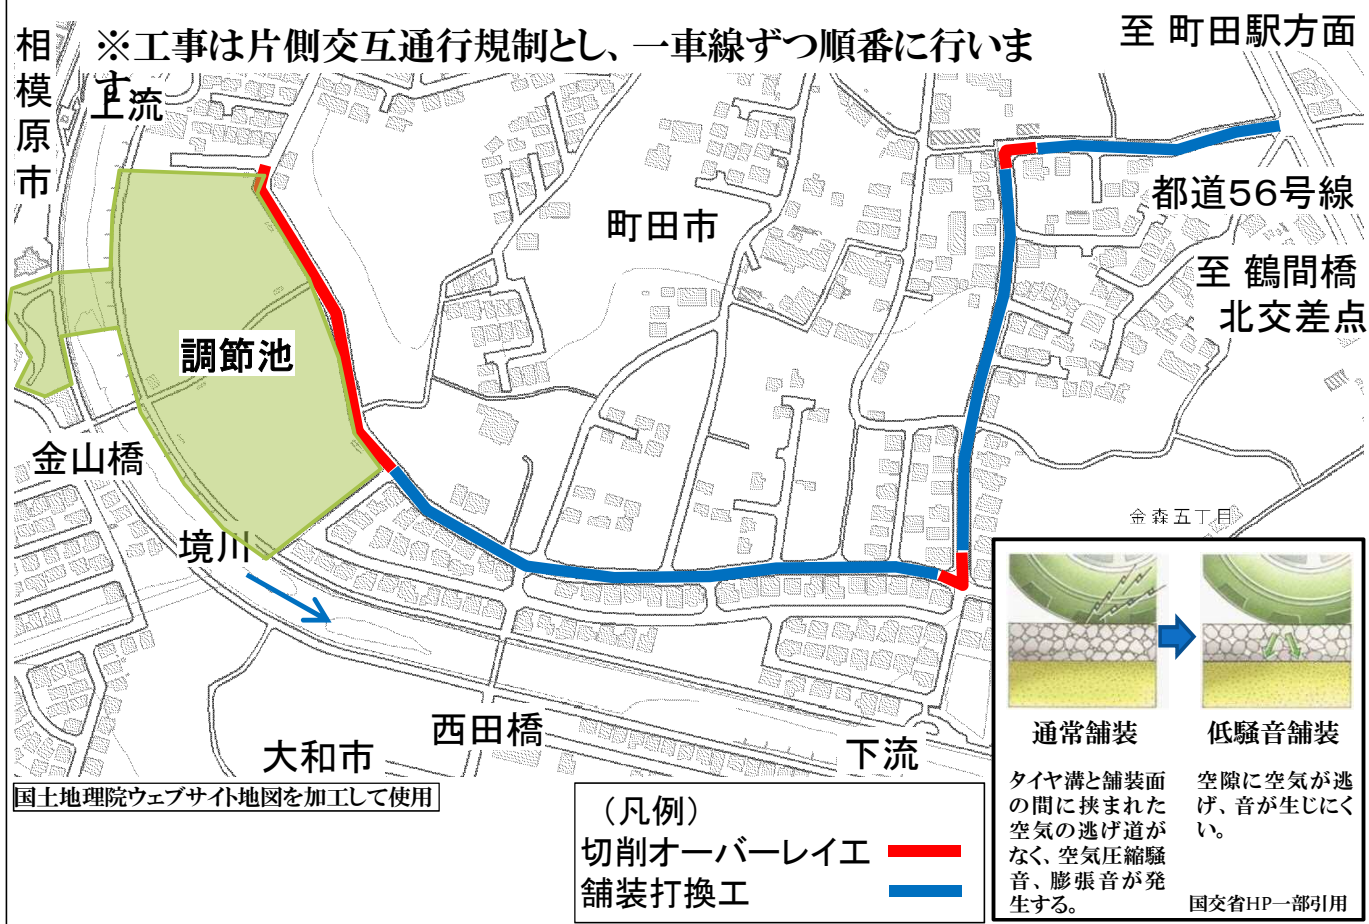 ※工事は片側交互通行規制とし、一車線ずつ順番に行いま
す
至 町田駅方面
相
模
原
市
上流
都道56号線
町田市
至 鶴間橋
北交差点
調節池
金山橋
金森五丁目
境川
西田橋
大和市
下流
国土地理院ウェブサイト地図を加工して使用
（凡例）
切削オーバーレイ工
舗装打換工
通常舗装
タイヤ溝と舗装面
の間に挟まれた
空気の逃げ道が
なく、空気圧縮騒
音、膨張音が発
生する。
低騒音舗装
空隙に空気が逃
げ、音が生じにく
い。
国交省HP一部引用